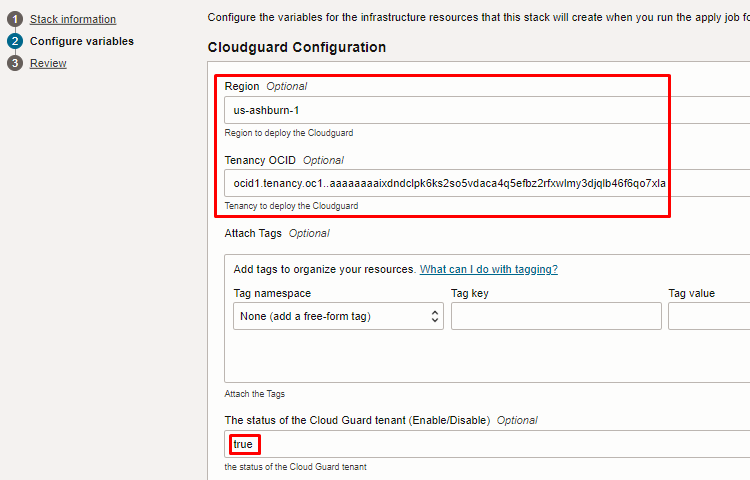 1 Stack information
2 Configure variables
3 Review
Configure the variables for the infrastructure resources that this stack will create when you run the apply job fo
Cloudguard Configuration
Region Optional
us-ashburn-1
Region to deploy the Cloudguard
Tenancy OCID Optional
ocid1.tenancy.oc1..aaaaaaaaixdndclpk6ks2so5vdaca4q5efbz2rfxwlmy3djqlb46f6qo7xla
Tenancy to deploy the Cloudguard
Attach Tags Optional
Add tags to organize your resources. What can I do with tagging?
Tag namespace Tag key Tag value
None (add a free-form tag)
Attach the Tags
The status of the Cloud Guard tenant (Enable/Disable) Optional
true
the status of the Cloud Guard tenant